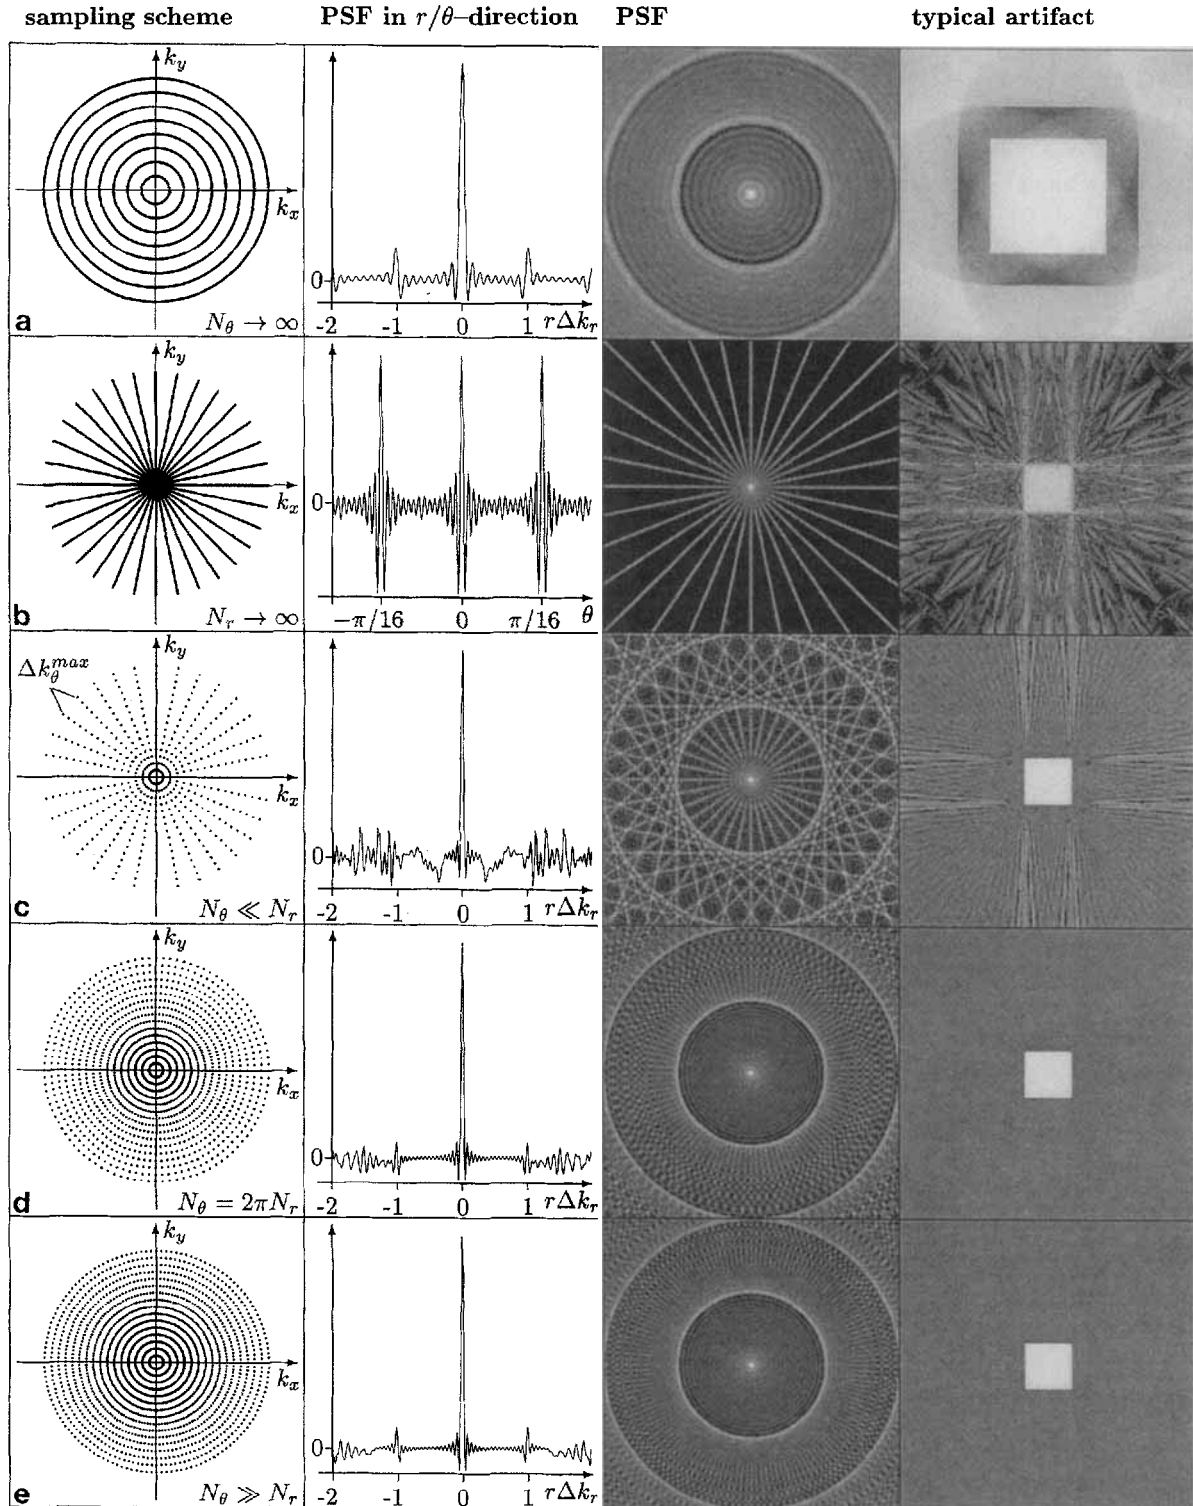 sampling scheme PSF in r/θ–direction PSF typical artifact
k_y
k_x
0
a N_θ → ∞ -2 -1 0 1 rΔk_r
k_y
k_x
0
b N_r → ∞ −π/16 0 π/16 θ
k_y
Δk_θ^{max}
k_x
0
c N_θ ≪ N_r -2 -1 0 1 rΔk_r
k_y
k_x
0
d N_θ = 2πN_r -2 -1 0 1 rΔk_r
k_y
k_x
0
e N_θ ≫ N_r -2 -1 0 1 rΔk_r